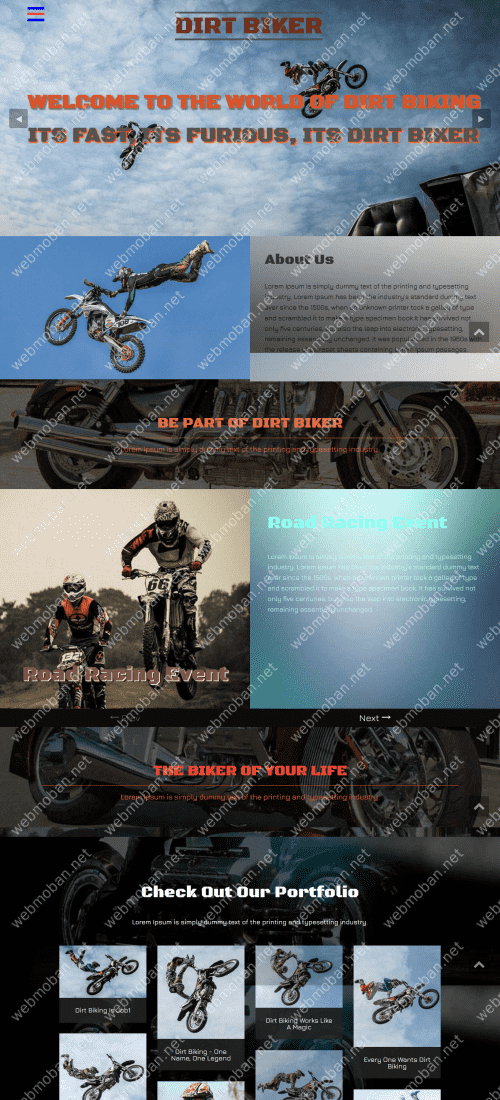 DIRT BIKER
WELCOME TO THE WORLD OF DIRT BIKING
ITS FAST, ITS FURIOUS, ITS DIRT BIKER
About Us
Lorem Ipsum is simply dummy text of the printing and typesetting
industry. Lorem Ipsum has been the industry's standard dummy text
ever since the 1500s, when an unknown printer took a galley of type
and scrambled it to make a type specimen book. It has survived not
only five centuries, but also the leap into electronic typesetting,
remaining essentially unchanged. It was popularised in the 1960s with
the release of Letraset sheets containing Lorem Ipsum passages
BE PART OF DIRT BIKER
Lorem Ipsum is simply dummy text of the printing and typesetting industry.
Road Racing Event
Lorem Ipsum is simply dummy text of the printing and typesetting
industry. Lorem Ipsum has been the industry's standard dummy text
ever since the 1500s, when an unknown printer took a galley of type
and scrambled it to make a type specimen book. It has survived not
only five centuries, but also the leap into electronic typesetting,
remaining essentially unchanged.
66
Road Racing Event
Next
THE BIKER OF YOUR LIFE
Lorem Ipsum is simply dummy text of the printing and typesetting industry.
Check Out Our Portfolio
Lorem Ipsum is simply dummy text of the printing and typesetting industry
Dirt Biking Is Job1
Dirt Biking - One
Name, One Legend
Dirt Biking Works Like
A Magic
Every One Wants Dirt
Biking
webmoban.net